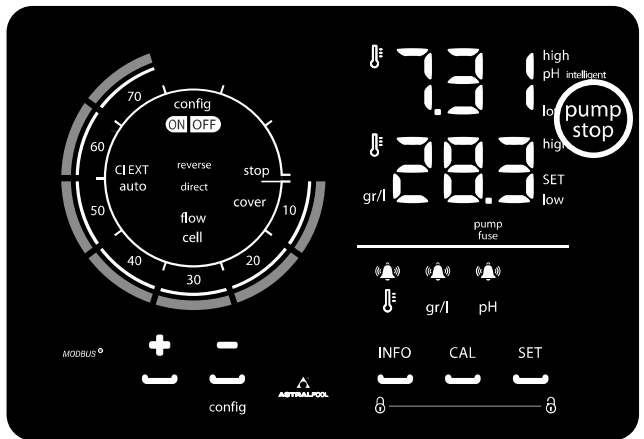 config
ON OFF
70
60
50
40
30
20
10
Cl EXT
auto
reverse
direct
flow
cell
stop
cover
7.31
high
pH intelligent
pump
stop
28.3
high
gr/l
SET
low
pump
fuse
gr/l pH
MODBUS
+ -
config
ASTRALPOOL
INFO CAL SET